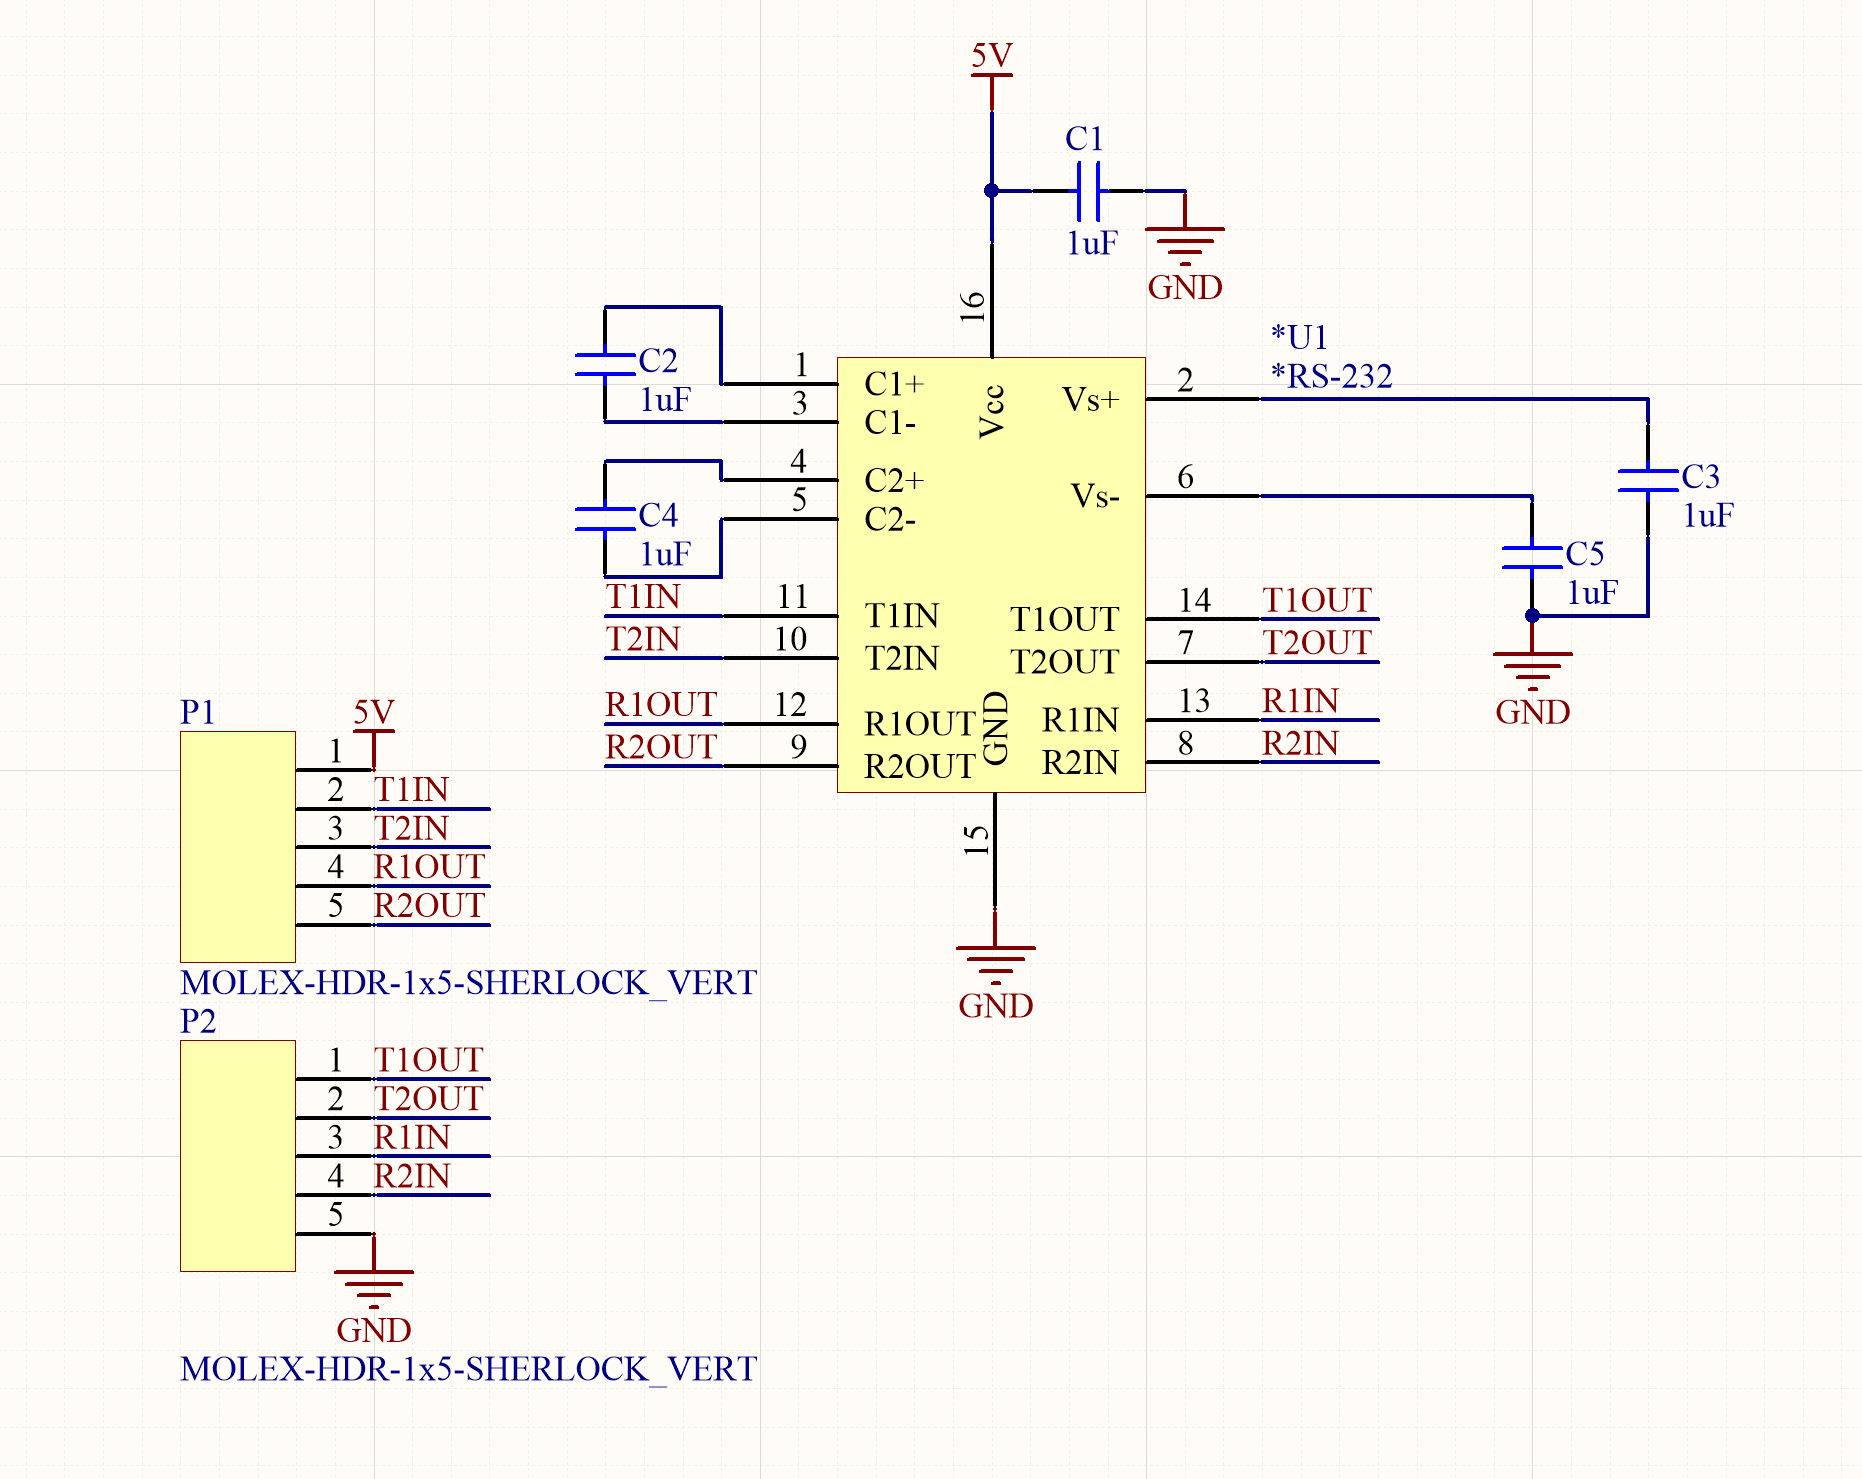 5V
C1
1uF
GND
16
*U1
*RS-232
C2
1uF
1
3
C1+
C1-
Vcc
Vs+
2
C4
1uF
4
5
C2+
C2-
Vs-
6
C3
1uF
C5
1uF
GND
T1IN
11
T1IN
T1OUT
14
T1OUT
T2IN
10
T2IN
T2OUT
7
T2OUT
R1OUT
12
R1OUT
GND
R1IN
13
R1IN
R2OUT
9
R2OUT
R2IN
8
R2IN
15
GND
P1
5V
1
2 T1IN
3 T2IN
4 R1OUT
5 R2OUT
MOLEX-HDR-1x5-SHERLOCK_VERT
P2
1 T1OUT
2 T2OUT
3 R1IN
4 R2IN
5
GND
MOLEX-HDR-1x5-SHERLOCK_VERT